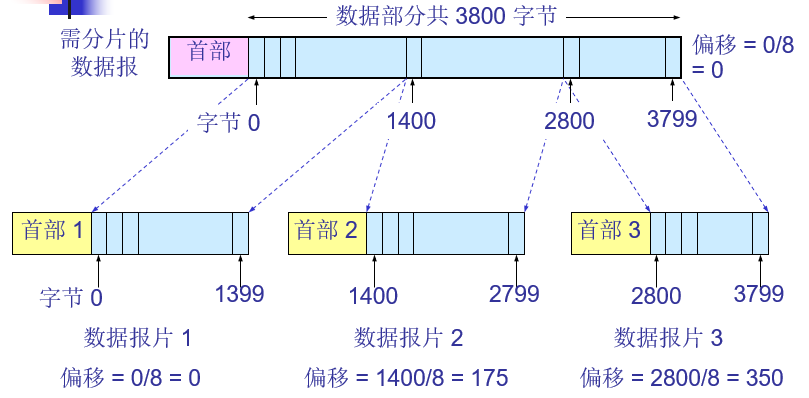 数据部分共 3800 字节
需分片的
数据报
首部
偏移 = 0/8
= 0
字节 0
1400
2800
3799
首部 1
首部 2
首部 3
字节 0
1399
1400
2799
2800
3799
数据报片 1
数据报片 2
数据报片 3
偏移 = 0/8 = 0
偏移 = 1400/8 = 175
偏移 = 2800/8 = 350